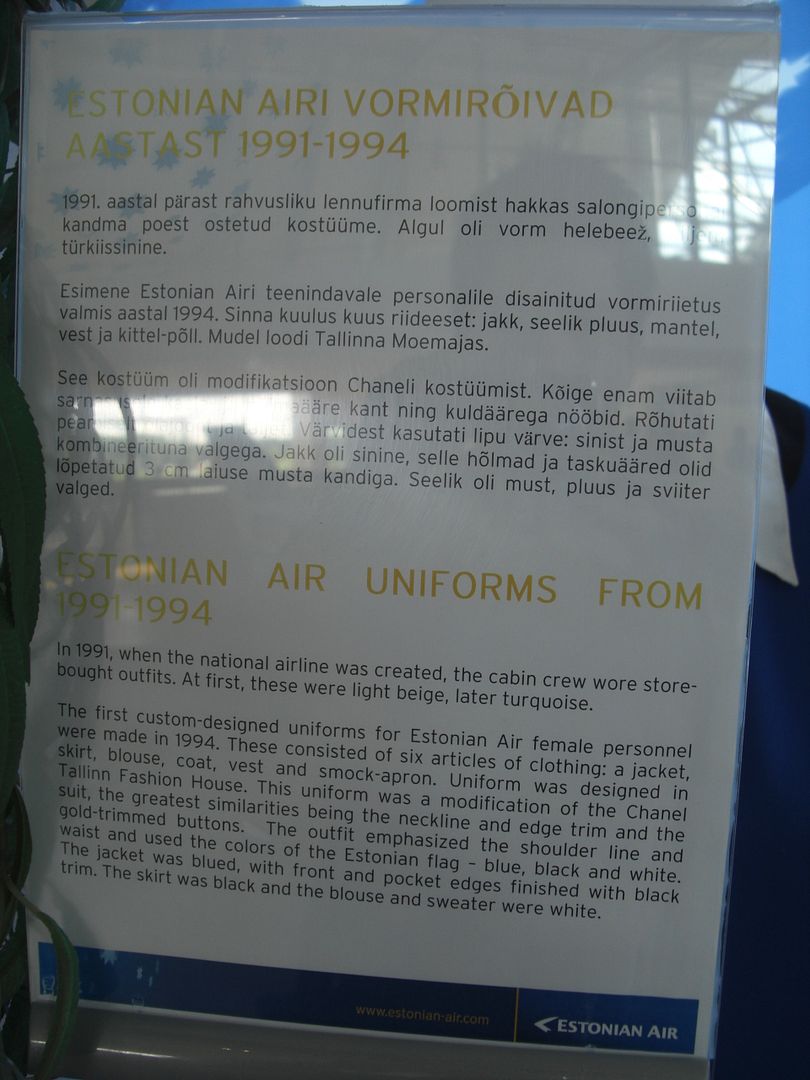 ESTONIAN AIRI VORMIRÕIVAD
AASTAST 1991-1994
1991. aastal pärast rahvusliku lennufirma loomist hakkas
kandma poest ostetud kostüüme. Algul oli vorm helebeež,
türkiissinine.
Esimene Estonian Airi teenindavale personalile disainitud vormiriietus
valmis aastal 1994. Sinna kuulus kuus riideeset: jakk, seelik pluus, mantel,
vest ja kittel-põll. Mudel loodi Tallinna Moemajas.
See kostüüm oli modifikatsioon Chaneli kostüümist. Kõige enam viitab
kant ning kuldäärega nööbid. Rõhutati
ja Värvidest kasutati lipu värve: sinist ja musta
kombineerituna valgega. Jakk oli sinine, selle hõlmad ja taskuääred olid
lõpetatud 3 cm laiuse musta kandiga. Seelik oli must, pluus ja sviiter
valged.
ESTONIAN AIR UNIFORMS FROM
1991-1994
In 1991, when the national airline was created, the cabin crew wore store-
bought outfits. At first, these were light beige, later turquoise.
The first custom-designed uniforms for Estonian Air female personnel
were made in 1994. These consisted of six articles of clothing: a jacket,
skirt, blouse, coat, vest and smock-apron. Uniform was designed in
Tallinn Fashion House. This uniform was a modification of the Chanel
suit, the greatest similarities being the neckline and edge trim and the
gold-trimmed buttons. The outfit emphasized the shoulder line and
waist and used the colors of the Estonian flag – blue, black and white.
The jacket was blued, with front and pocket edges finished with black
trim. The skirt was black and the blouse and sweater were white.
www.estonian-air.com
ESTONIAN AIR